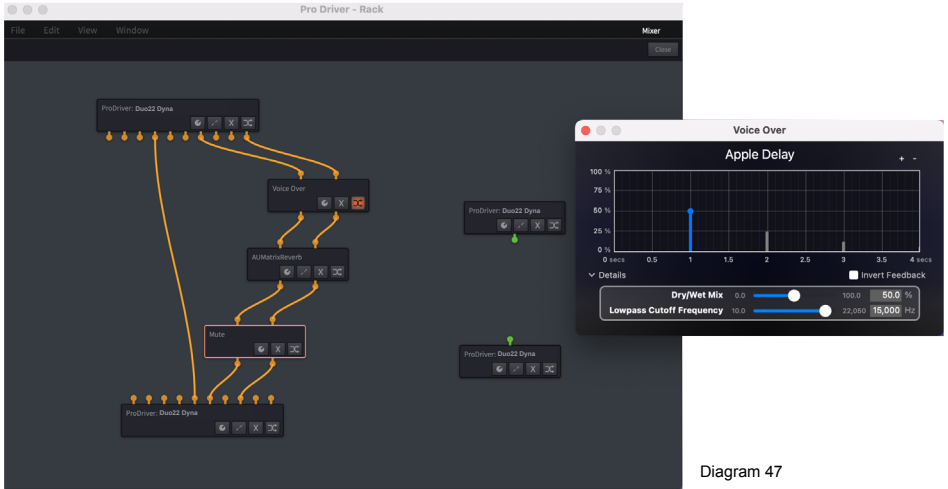 Pro Driver - Rack
File Edit View Window Mixer
Close
ProDriver: Duo22 Dyna
X
Voice Over
X
AUMatrixReverb
X
Mute
X
ProDriver: Duo22 Dyna
X
ProDriver: Duo22 Dyna
X
ProDriver: Duo22 Dyna
X
Voice Over
Apple Delay
+ -
100 %
75 %
50 %
25 %
0 %
0 secs 0.5 1 1.5 2 2.5 3 3.5 4 secs
Details Invert Feedback
Dry/Wet Mix 0.0 100.0 50.0 %
Lowpass Cutoff Frequency 10.0 22,050 15,000 Hz
Diagram 47